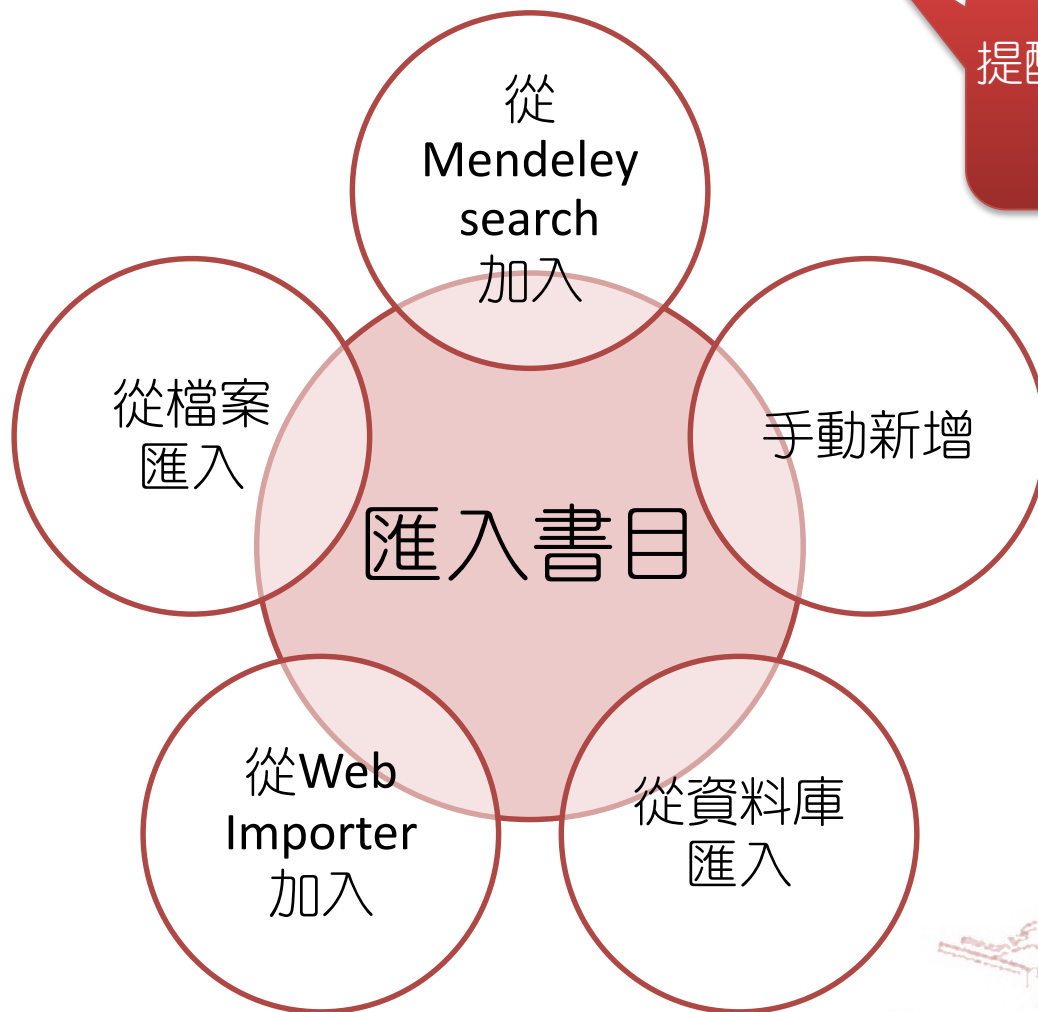 提
從
Mendeley
search
加入
從檔案
匯入
手動新增
匯入書目
從Web
Importer
加入
從資料庫
匯入